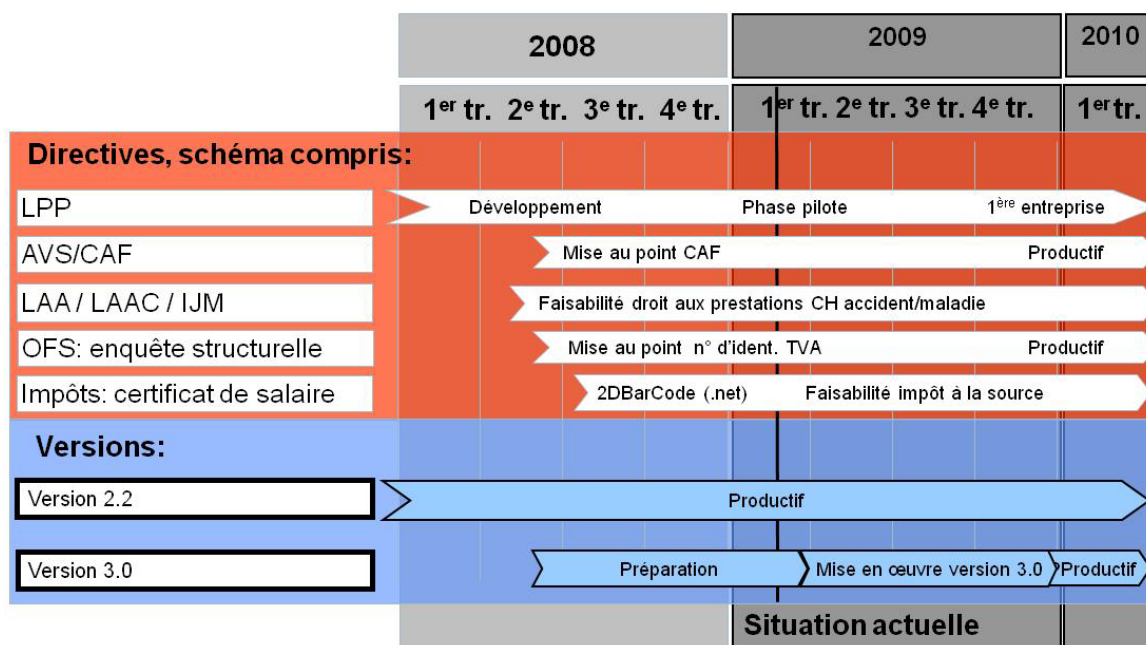 2008 2009 2010
1er tr. 2e tr. 3e tr. 4e tr. 1er tr. 2e tr. 3e tr. 4e tr. 1er tr.
Directives, schéma compris:
LPP Développement Phase pilote 1ère entreprise
AVS/CAF Mise au point CAF Productif
LAA / LAAC / IJM Faisabilité droit aux prestations CH accident/maladie
OFS: enquête structurelle Mise au point n° d'ident. TVA Productif
Impôts: certificat de salaire 2DBarCode (.net) Faisabilité impôt à la source
Versions:
Version 2.2 Productif
Version 3.0 Préparation Mise en œuvre version 3.0 ? Productif
Situation actuelle